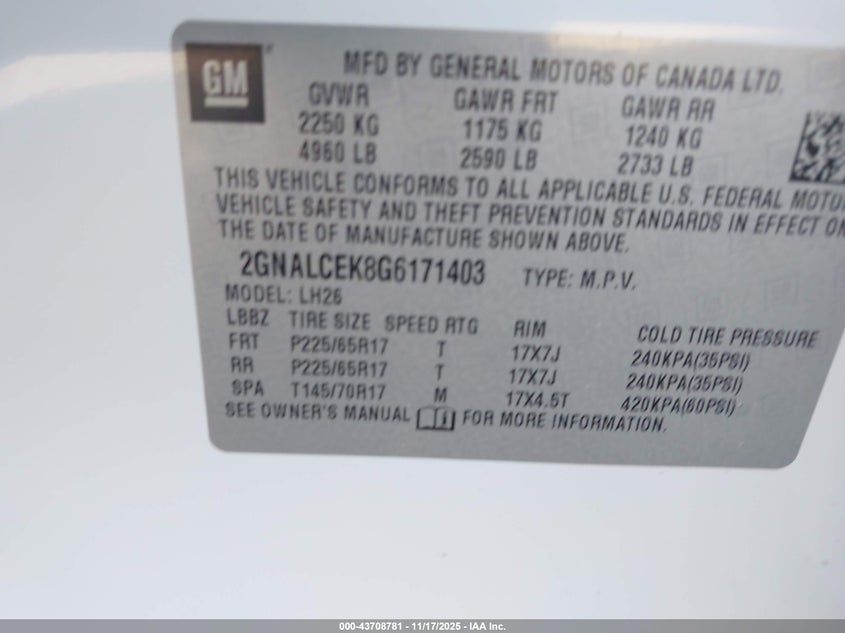 GM
MFD BY GENERAL MOTORS OF CANADA LTD.
GVWR GAWR FRT GAWR RR
2250 KG 1175 KG 1240 KG
4960 LB 2590 LB 2733 LB
THIS VEHICLE CONFORMS TO ALL APPLICABLE U.S. FEDERAL MOTOR
VEHICLE SAFETY AND THEFT PREVENTION STANDARDS IN EFFECT ON
THE DATE OF MANUFACTURE SHOWN ABOVE.
2GNALCEK8G6171403 TYPE: M.P.V.
MODEL: LH26
LBBZ TIRE SIZE SPEED RTG RIM COLD TIRE PRESSURE
FRT P225/65R17 T 17X7J 240KPA(35PSI)
RR P225/65R17 T 17X7J 240KPA(35PSI)
SPA T145/70R17 M 17X4.5T 420KPA(60PSI)
SEE OWNER'S MANUAL FOR MORE INFORMATION.
000-43708781 - 11/17/2025 - IAA Inc.